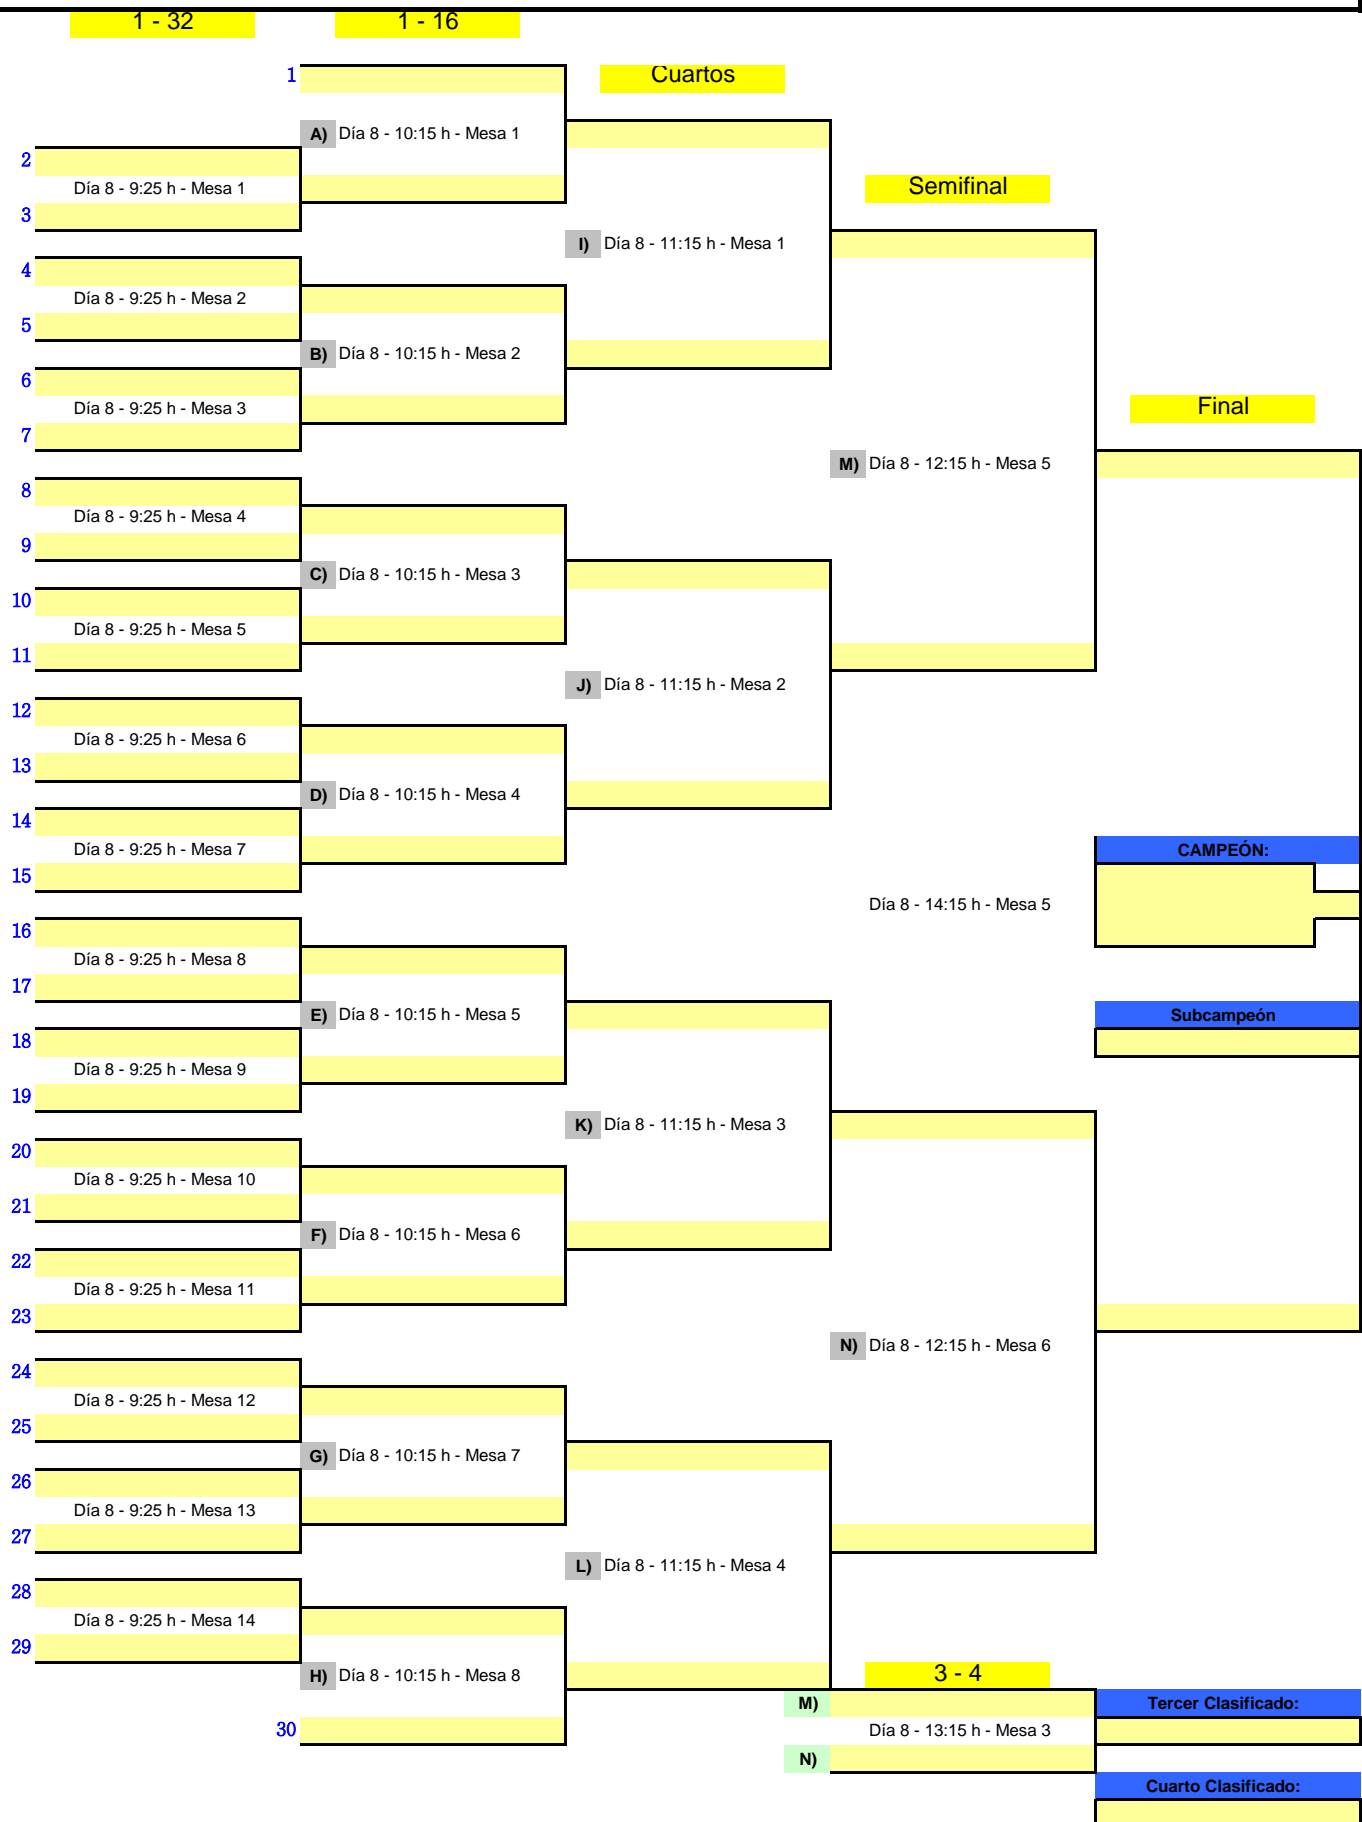 1 - 32
1 - 16
1
Cuartos
A) Día 8 - 10:15 h - Mesa 1
2
Día 8 - 9:25 h - Mesa 1
Semifinal
3
I) Día 8 - 11:15 h - Mesa 1
4
Día 8 - 9:25 h - Mesa 2
5
B) Día 8 - 10:15 h - Mesa 2
6
Día 8 - 9:25 h - Mesa 3
Final
7
M) Día 8 - 12:15 h - Mesa 5
8
Día 8 - 9:25 h - Mesa 4
9
C) Día 8 - 10:15 h - Mesa 3
10
Día 8 - 9:25 h - Mesa 5
11
J) Día 8 - 11:15 h - Mesa 2
12
Día 8 - 9:25 h - Mesa 6
13
D) Día 8 - 10:15 h - Mesa 4
14
Día 8 - 9:25 h - Mesa 7
CAMPEÓN:
15
Día 8 - 14:15 h - Mesa 5
16
Día 8 - 9:25 h - Mesa 8
17
E) Día 8 - 10:15 h - Mesa 5
Subcampeón
18
Día 8 - 9:25 h - Mesa 9
19
K) Día 8 - 11:15 h - Mesa 3
20
Día 8 - 9:25 h - Mesa 10
21
F) Día 8 - 10:15 h - Mesa 6
22
Día 8 - 9:25 h - Mesa 11
23
N) Día 8 - 12:15 h - Mesa 6
24
Día 8 - 9:25 h - Mesa 12
25
G) Día 8 - 10:15 h - Mesa 7
26
Día 8 - 9:25 h - Mesa 13
27
L) Día 8 - 11:15 h - Mesa 4
28
Día 8 - 9:25 h - Mesa 14
29
H) Día 8 - 10:15 h - Mesa 8
3 - 4
M)
Tercer Clasificado:
30
Día 8 - 13:15 h - Mesa 3
N)
Cuarto Clasificado: